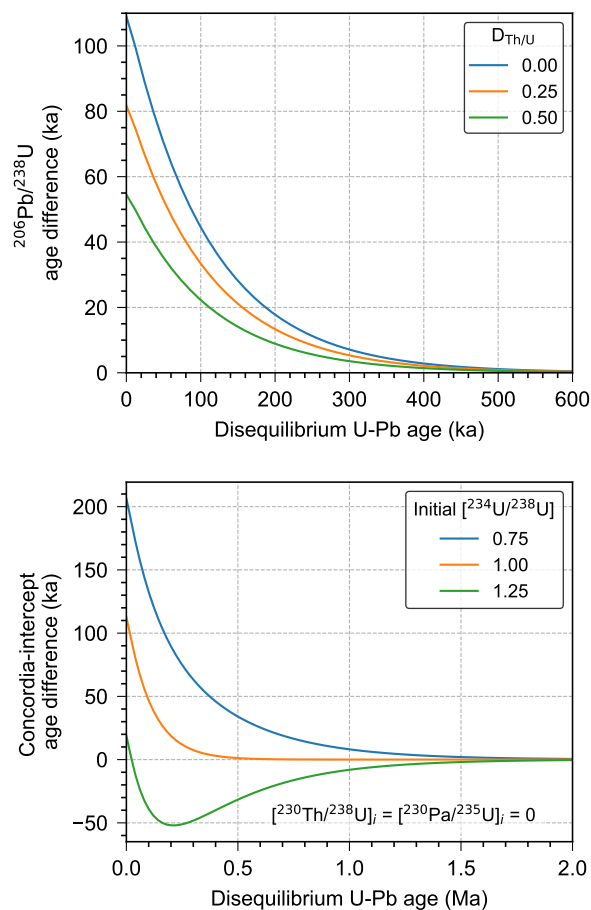 D_Th/U
0.00
0.25
0.50
100
80
60
40
20
0
²⁰⁶Pb/²³⁸U
age difference (ka)
0 100 200 300 400 500 600
Disequilibrium U-Pb age (ka)
Initial [²³⁴U/²³⁸U]
0.75
1.00
1.25
200
150
100
50
0
−50
Concordia-intercept
age difference (ka)
[²³⁰Th/²³⁸U]ᵢ = [²³⁰Pa/²³⁵U]ᵢ = 0
0.0 0.5 1.0 1.5 2.0
Disequilibrium U-Pb age (Ma)